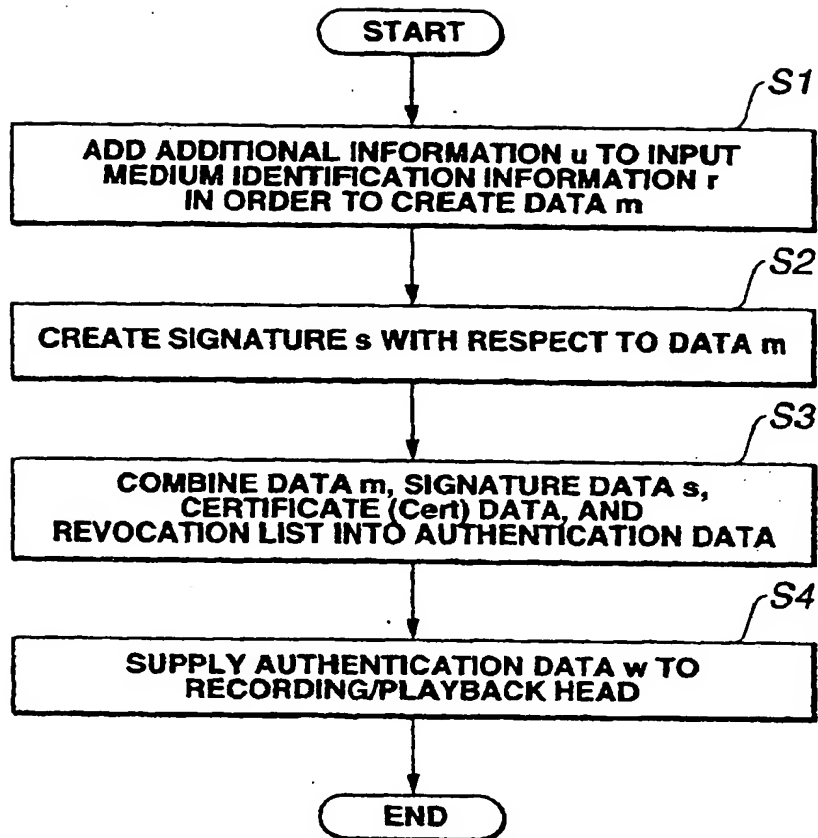 START
S1
ADD ADDITIONAL INFORMATION u TO INPUT
MEDIUM IDENTIFICATION INFORMATION r
IN ORDER TO CREATE DATA m
S2
CREATE SIGNATURE s WITH RESPECT TO DATA m
S3
COMBINE DATA m, SIGNATURE DATA s,
CERTIFICATE (Cert) DATA, AND
REVOCATION LIST INTO AUTHENTICATION DATA
S4
SUPPLY AUTHENTICATION DATA w TO
RECORDING/PLAYBACK HEAD
END